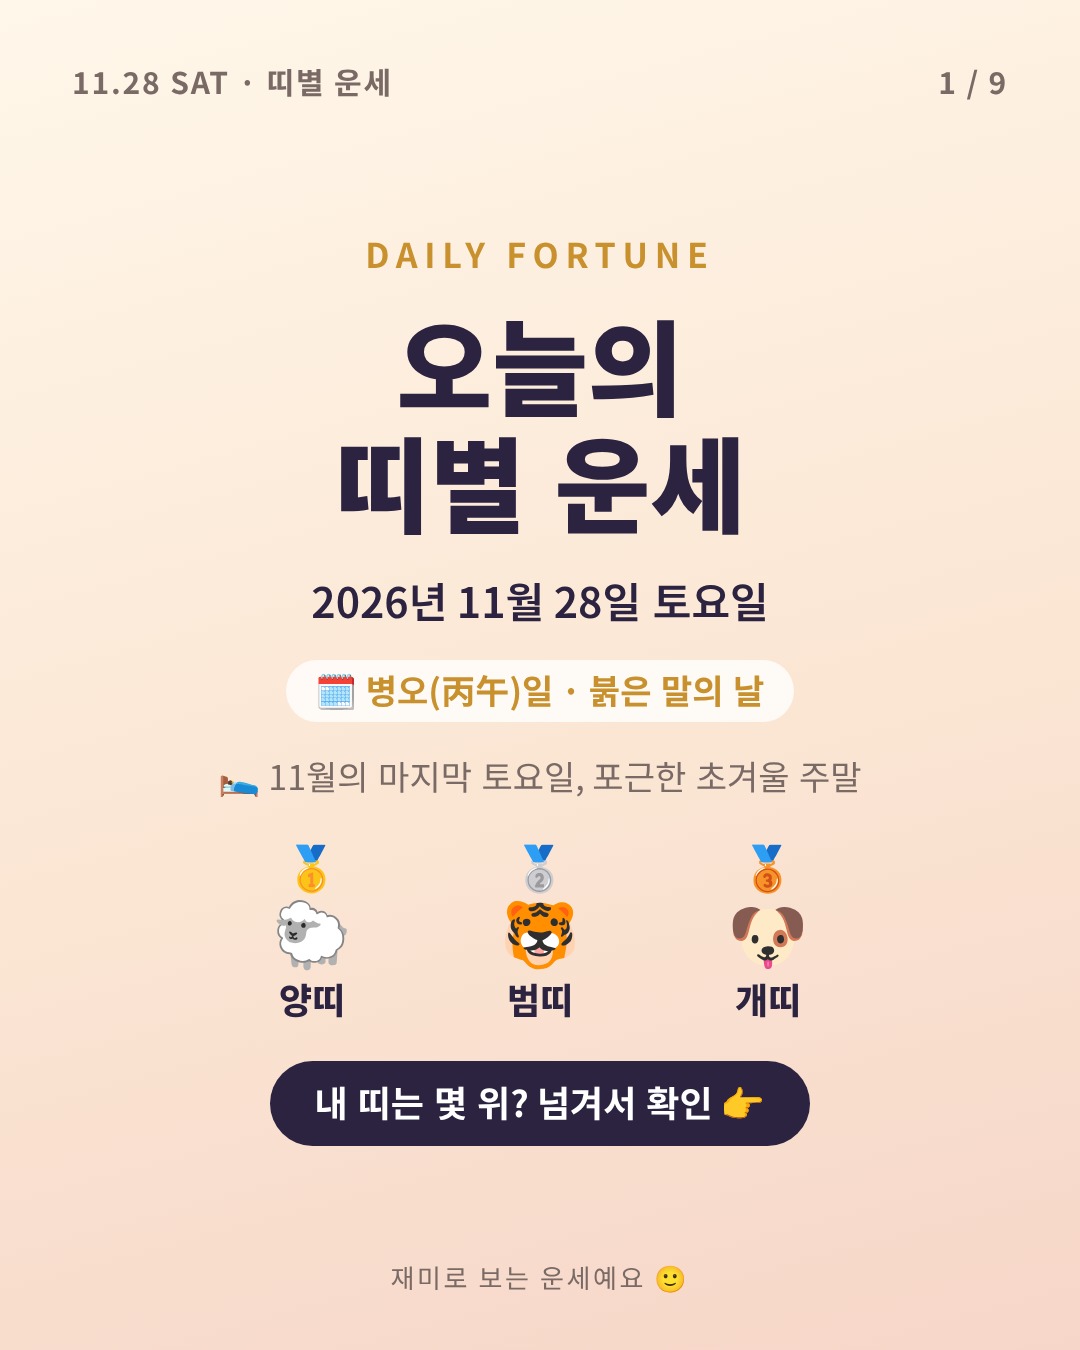 11.28 SAT · 띠별 운세
1 / 9
DAILY FORTUNE
오늘의
띠별 운세
2026년 11월 28일 토요일
🗓️ 병오(丙午)일 · 붉은 말의 날
🛌 11월의 마지막 토요일, 포근한 초겨울 주말
🥇 🥈 🥉
양띠 범띠 개띠
내 띠는 몇 위? 넘겨서 확인 👉
재미로 보는 운세예요 🙂